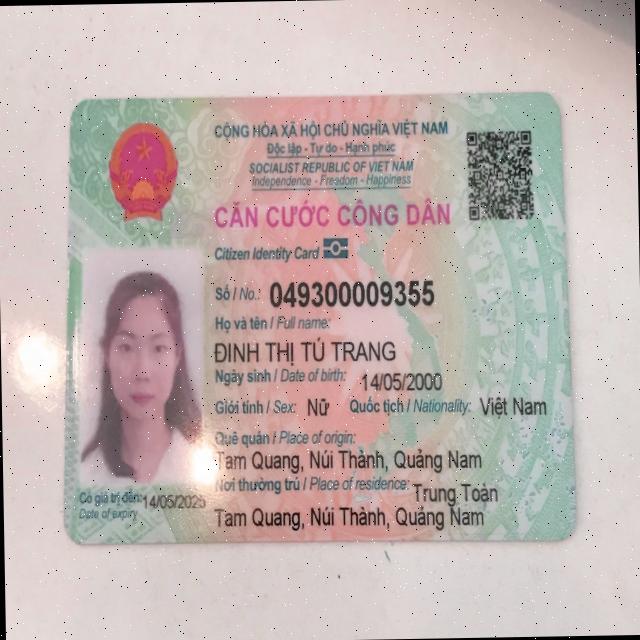 CỘNG HÒA XÃ HỘI CHỦ NGHĨA VIỆT NAM
Độc lập - Tự do - Hạnh phúc
SOCIALIST REPUBLIC OF VIET NAM
Independence - Freedom - Happiness
CĂN CƯỚC CÔNG DÂN
Citizen Identity Card
Số / No.: 049300009355
Họ và tên / Full name:
ĐINH THỊ TÚ TRANG
Ngày sinh / Date of birth: 14/05/2000
Giới tính / Sex: Nữ Quốc tịch / Nationality: Việt Nam
Quê quán / Place of origin:
Tam Quang, Núi Thành, Quảng Nam
Nơi thường trú / Place of residence: Trung Toàn
Tam Quang, Núi Thành, Quảng Nam
Có giá trị đến: 14/05/2025
Date of expiry